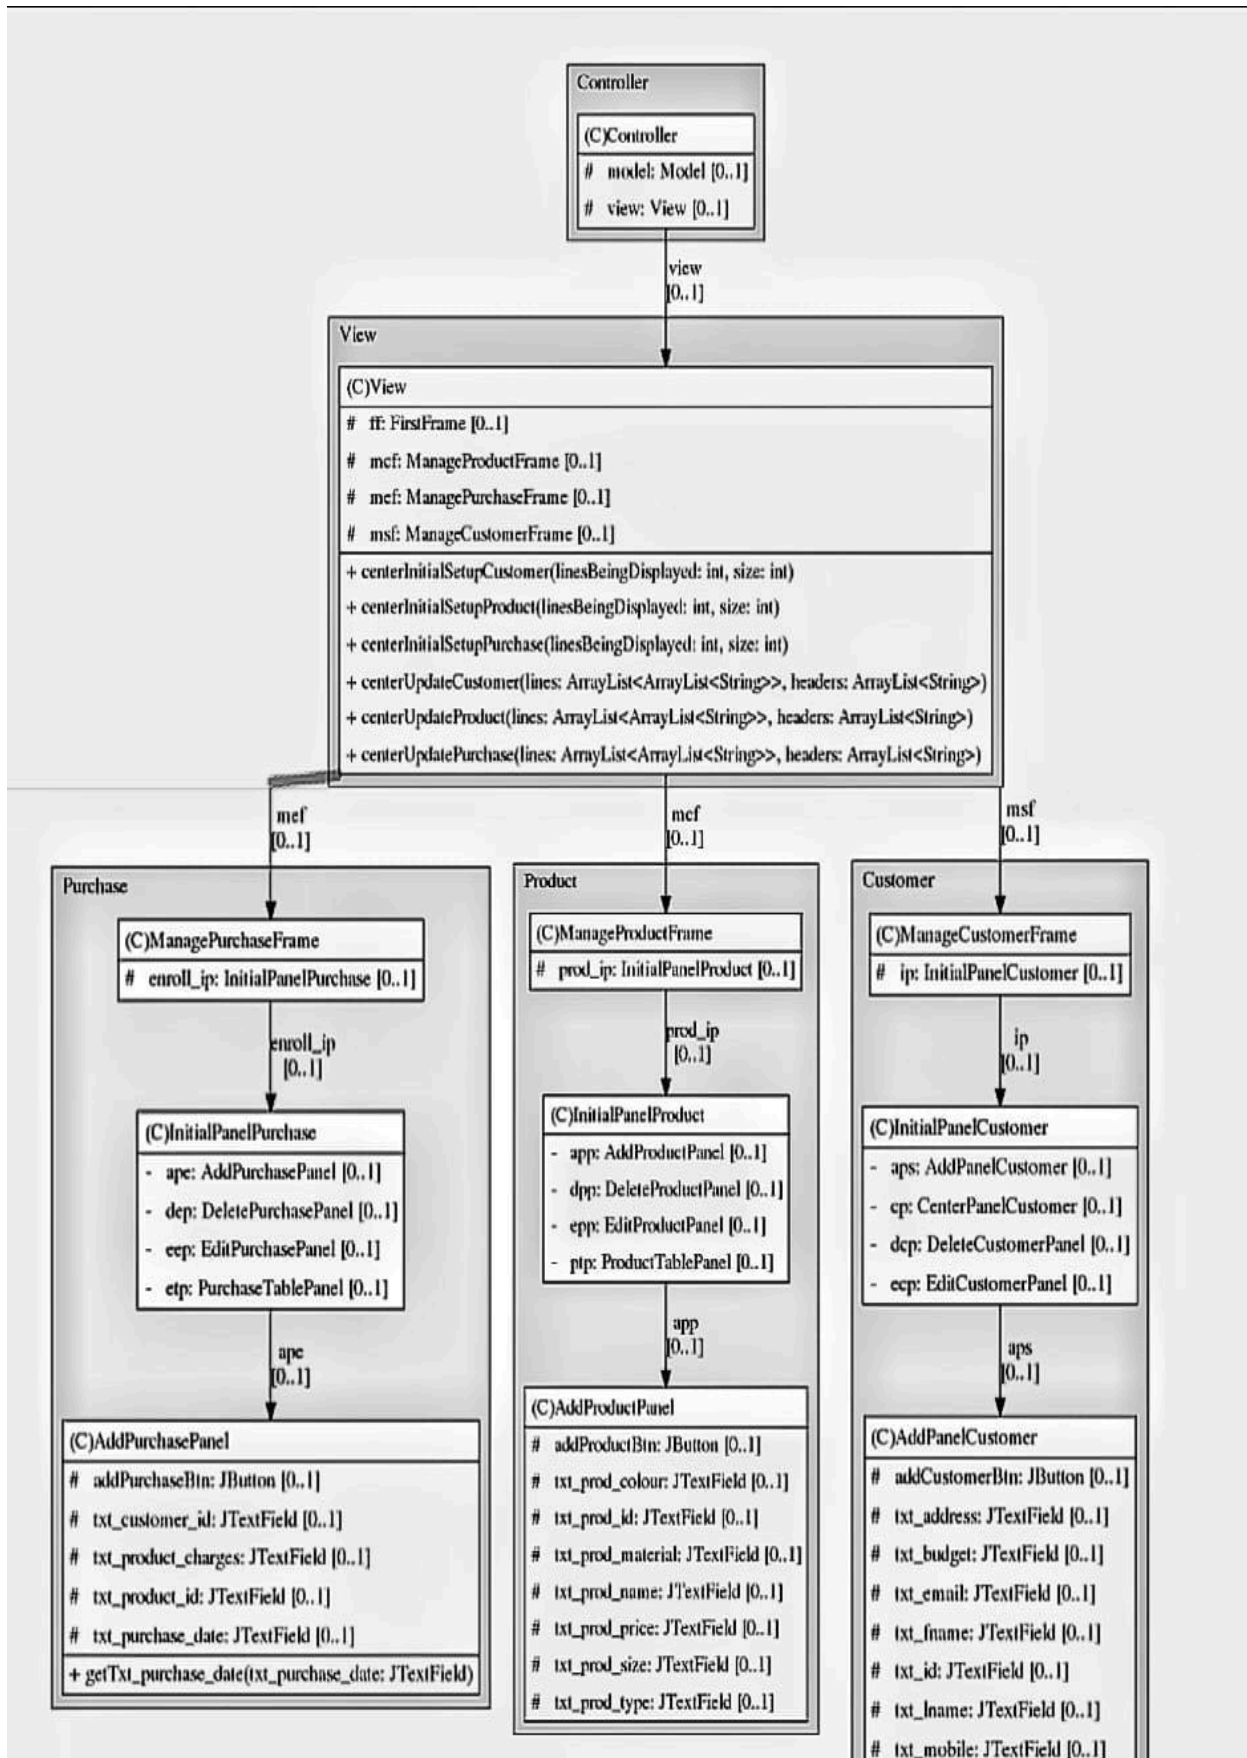 Controller
(C)Controller
# model: Model [0..1]
# view: View [0..1]
view
[0..1]
View
(C)View
# ff: FirstFrame [0..1]
# mcf: ManageProductFrame [0..1]
# mef: ManagePurchaseFrame [0..1]
# msf: ManageCustomerFrame [0..1]
+ centerInitialSetupCustomer(linesBeingDisplayed: int, size: int)
+ centerInitialSetupProduct(linesBeingDisplayed: int, size: int)
+ centerInitialSetupPurchase(linesBeingDisplayed: int, size: int)
+ centerUpdateCustomer(lines: ArrayList<ArrayList<String>>, headers: ArrayList<String>)
+ centerUpdateProduct(lines: ArrayList<ArrayList<String>>, headers: ArrayList<String>)
+ centerUpdatePurchase(lines: ArrayList<ArrayList<String>>, headers: ArrayList<String>)
mef
[0..1]
Purchase
(C)ManagePurchaseFrame
# enroll_ip: InitialPanelPurchase [0..1]
enroll_ip
[0..1]
(C)InitialPanelPurchase
- ape: AddPurchasePanel [0..1]
- dep: DeletePurchasePanel [0..1]
- eep: EditPurchasePanel [0..1]
- etp: PurchaseTablePanel [0..1]
ape
[0..1]
(C)AddPurchasePanel
# addPurchaseBtn: JButton [0..1]
# txt_customer_id: JTextField [0..1]
# txt_product_charges: JTextField [0..1]
# txt_product_id: JTextField [0..1]
# txt_purchase_date: JTextField [0..1]
+ getTxt_purchase_date(txt_purchase_date: JTextField)
mcf
[0..1]
Product
(C)ManageProductFrame
# prod_ip: InitialPanelProduct [0..1]
prod_ip
[0..1]
(C)InitialPanelProduct
- app: AddProductPanel [0..1]
- dpp: DeleteProductPanel [0..1]
- epp: EditProductPanel [0..1]
- ptp: ProductTablePanel [0..1]
app
[0..1]
(C)AddProductPanel
# addProductBtn: JButton [0..1]
# txt_prod_colour: JTextField [0..1]
# txt_prod_id: JTextField [0..1]
# txt_prod_material: JTextField [0..1]
# txt_prod_name: JTextField [0..1]
# txt_prod_price: JTextField [0..1]
# txt_prod_size: JTextField [0..1]
# txt_prod_type: JTextField [0..1]
msf
[0..1]
Customer
(C)ManageCustomerFrame
# ip: InitialPanelCustomer [0..1]
ip
[0..1]
(C)InitialPanelCustomer
- aps: AddPanelCustomer [0..1]
- cp: CenterPanelCustomer [0..1]
- dcp: DeleteCustomerPanel [0..1]
- ecp: EditCustomerPanel [0..1]
aps
[0..1]
(C)AddPanelCustomer
# addCustomerBtn: JButton [0..1]
# txt_address: JTextField [0..1]
# txt_budget: JTextField [0..1]
# txt_email: JTextField [0..1]
# txt_fname: JTextField [0..1]
# txt_id: JTextField [0..1]
# txt_lname: JTextField [0..1]
# txt_mobile: JTextField [0..1]